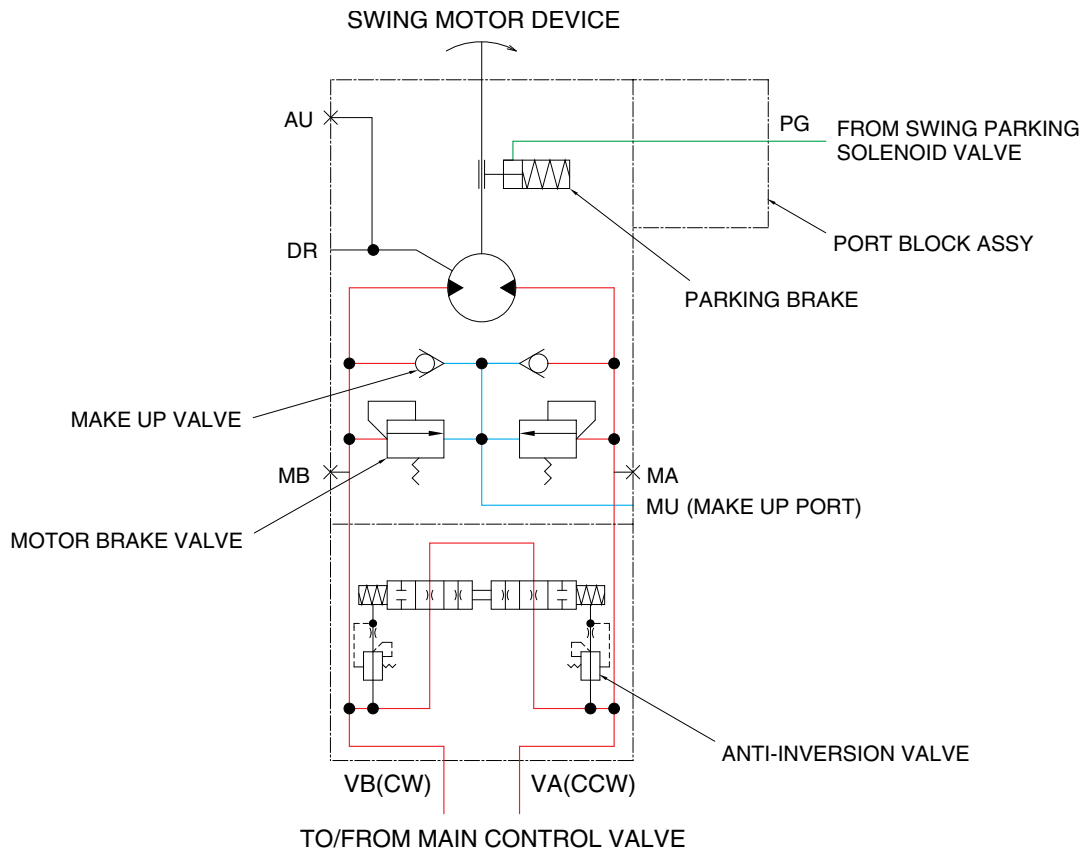 SWING MOTOR DEVICE
AU
PG
FROM SWING PARKING
SOLENOID VALVE
DR
PORT BLOCK ASSY
PARKING BRAKE
MAKE UP VALVE
MB
MA
MU (MAKE UP PORT)
MOTOR BRAKE VALVE
ANTI-INVERSION VALVE
VB(CW)
VA(CCW)
TO/FROM MAIN CONTROL VALVE